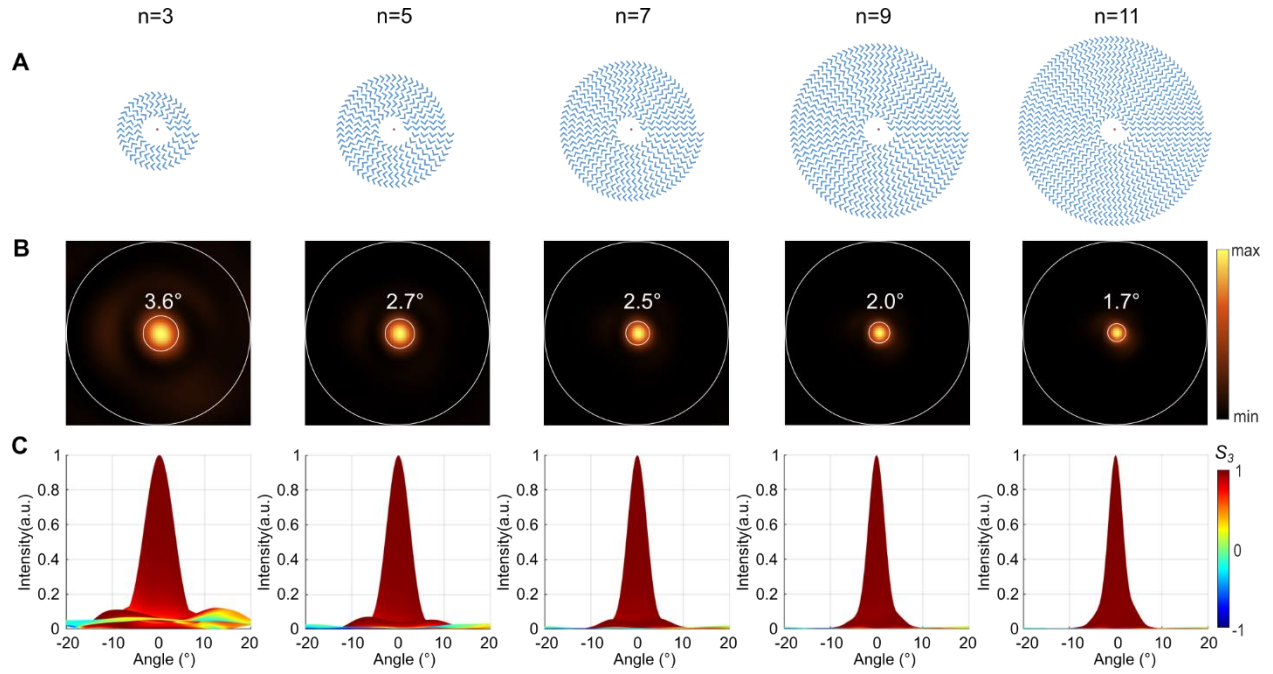 n=3 n=5 n=7 n=9 n=11
A
B
3.6° 2.7° 2.5° 2.0° 1.7°
max
min
C
S3
Intensity(a.u.) Intensity(a.u.) Intensity(a.u.) Intensity(a.u.) Intensity(a.u.)
1 1 1 1 1 1
0.8 0.8 0.8 0.8 0.8
0.6 0.6 0.6 0.6 0.6
0 
0.4 0.4 0.4 0.4 0.4
0.2 0.2 0.2 0.2 0.2
0 0 0 0 0 -1
-20 -10 0 10 20 -20 -10 0 10 20 -20 -10 0 10 20 -20 -10 0 10 20 -20 -10 0 10 20
Angle (°) Angle (°) Angle (°) Angle (°) Angle (°)